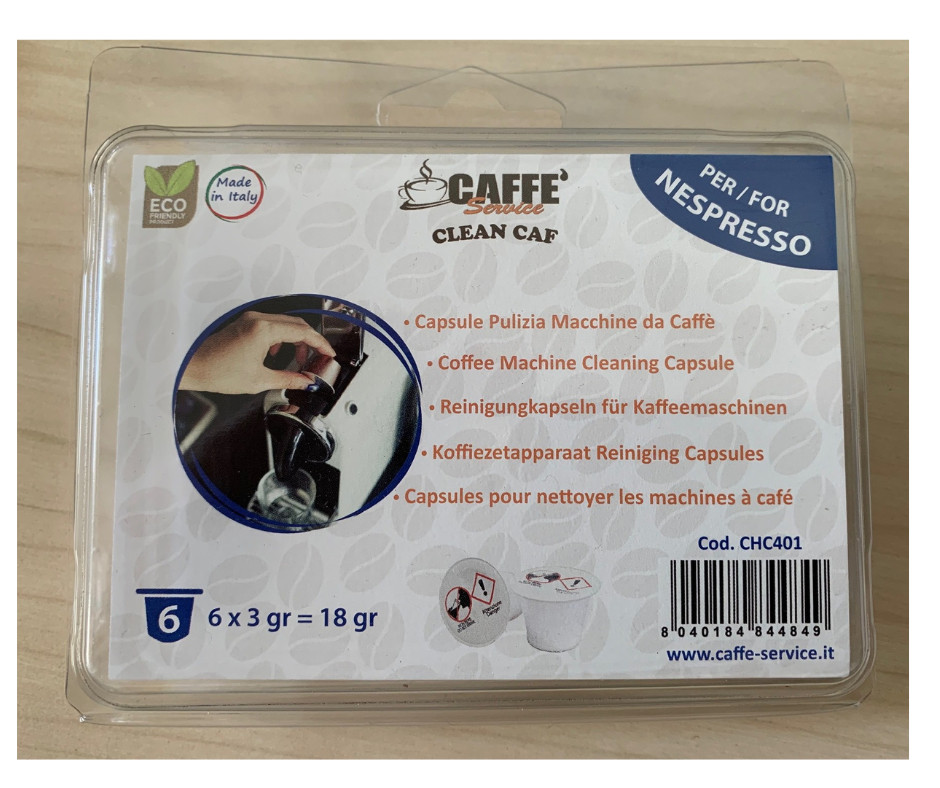 ECO
FRIENDLY
PRODUCT
Made
in Italy
CAFFE'
Service
CLEAN CAF
PER / FOR
NESPRESSO
• Capsule Pulizia Macchine da Caffè
• Coffee Machine Cleaning Capsule
• Reinigungkapseln für Kaffeemaschinen
• Koffiezetapparaat Reiniging Capsules
• Capsules pour nettoyer les machines à café
Cod. CHC401
6
6 x 3 gr = 18 gr
8 040184 844849
www.caffe-service.it